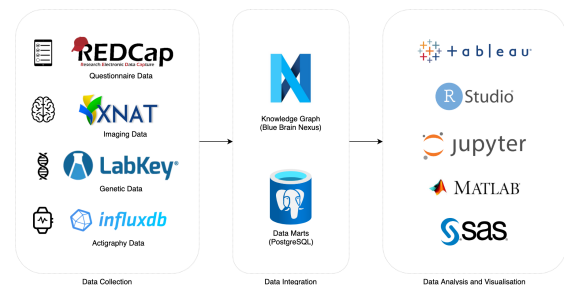 REDCap
Research Electronic Data Capture
Questionnaire Data
XNAT
Imaging Data
LabKey®
Genetic Data
influxdb
Actigraphy Data
Data Collection
Knowledge Graph
(Blue Brain Nexus)
Data Marts
(PostgreSQL)
Data Integration
+ableau
R Studio
jupyter
MATLAB
sas
Data Analysis and Visualisation